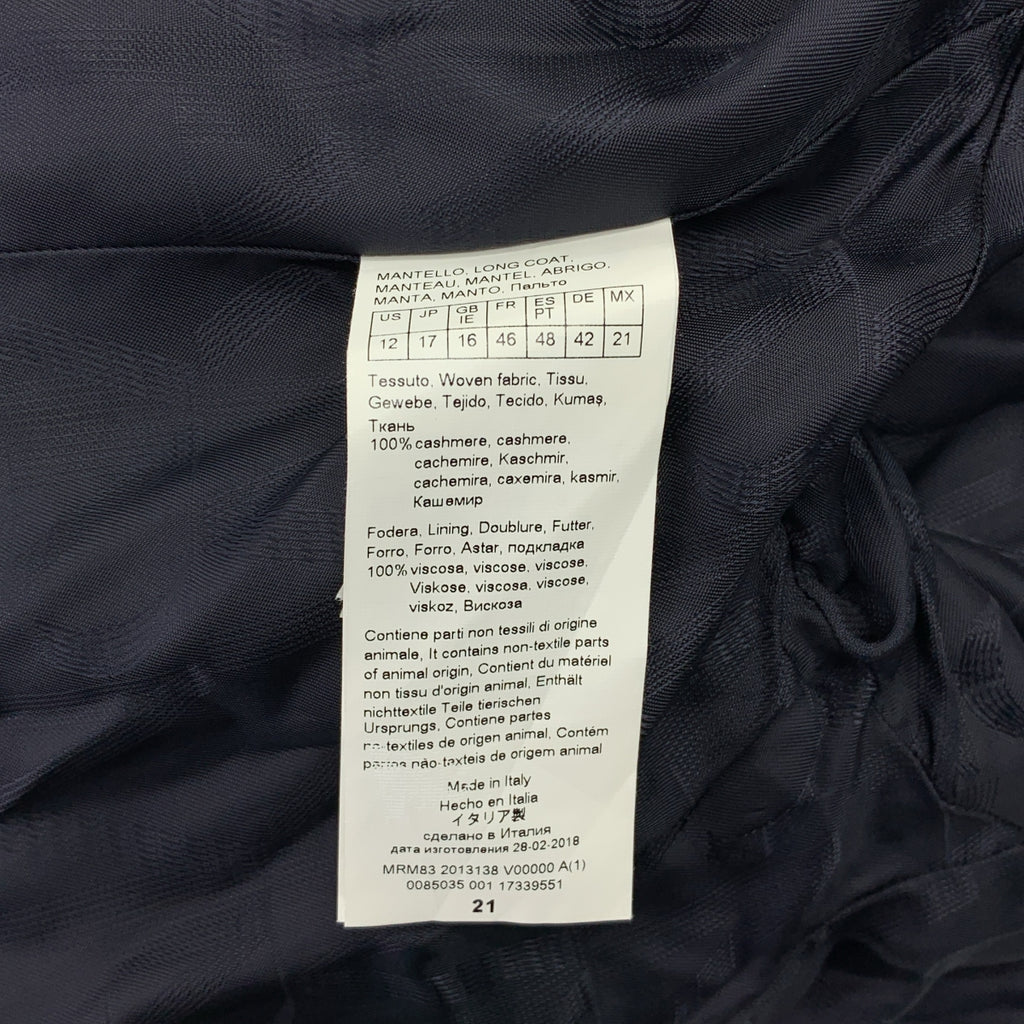 MANTELLO, LONG COAT,
MANTEAU, MANTEL, ABRIGO,
MANTA, MANTO, Пальто
US JP GB IE FR ES PT DE MX
12 17 16 46 48 42 21
Tessuto, Woven fabric, Tissu,
Gewebe, Tejido, Tecido, Kumaş,
Ткань
100% cashmere, cashmere,
cachemire, Kaschmir,
cachemira, caxemira, kasmir,
Кашемир
Fodera, Lining, Doublure, Futter,
Forro, Forro, Astar, подкладка
100% viscosa, viscose, viscose,
Viskose, viscosa, viscose,
viskoz, Вискоза
Contiene parti non tessili di origine
animale, It contains non-textile parts
of animal origin, Contient du matériel
non tissu d'origin animal, Enthält
nichttextile Teile tierischen
Ursprungs, Contiene partes
no-textiles de origen animal, Contém
partes não-texteis de origem animal
Made in Italy
Hecho en Italia
イタリア製
сделано в Италия
дата изготовления 28-02-2018
MRM83 2013138 V00000 A(1)
0085035 001 17339551
21